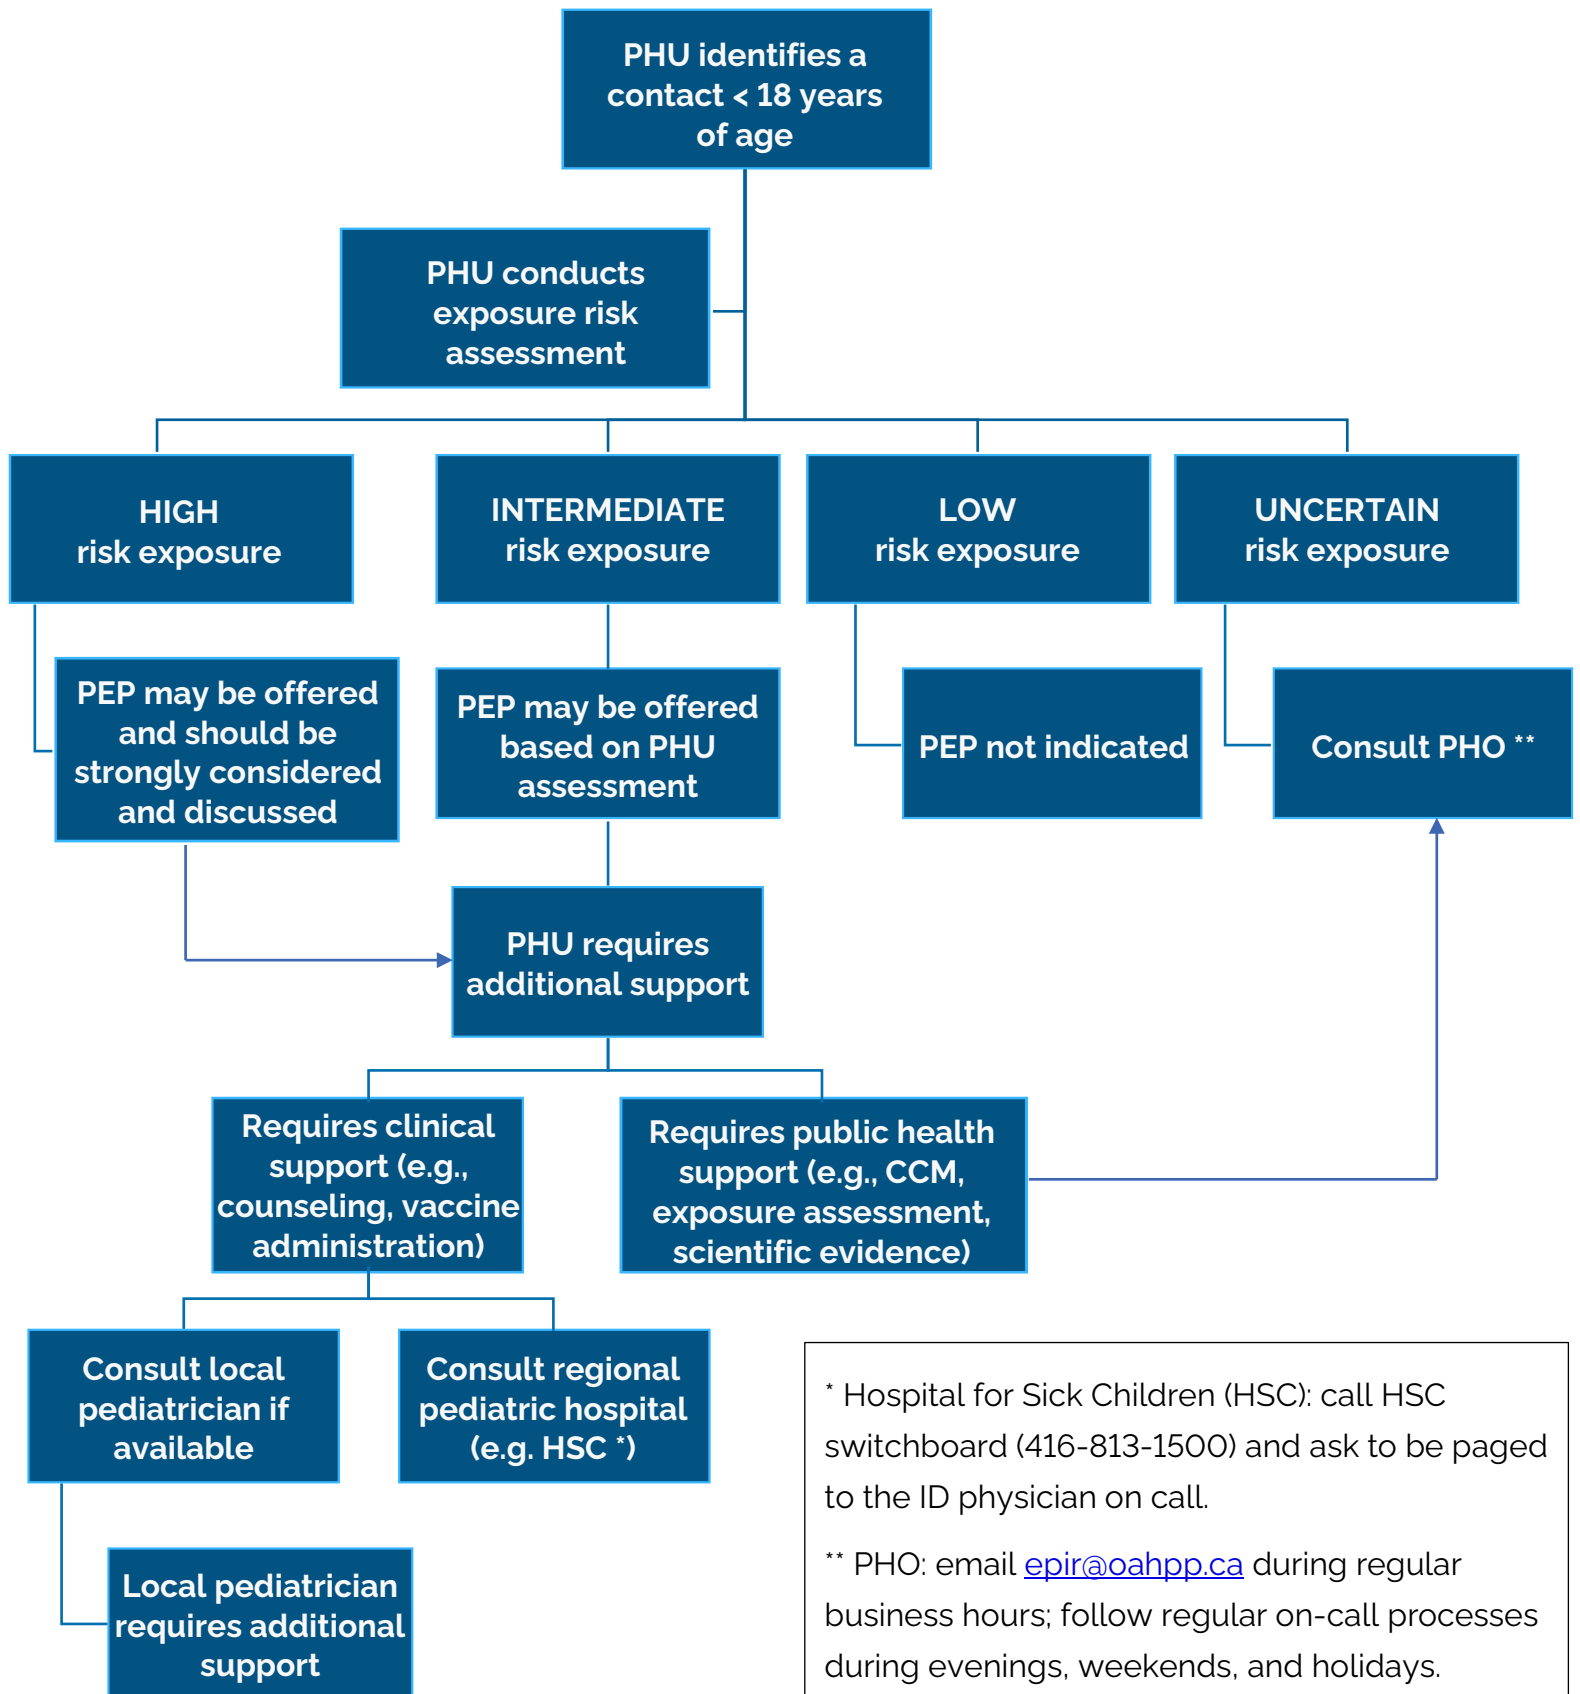 PHU identifies a
contact < 18 years
of age
PHU conducts
exposure risk
assessment
HIGH
risk exposure
INTERMEDIATE
risk exposure
LOW
risk exposure
UNCERTAIN
risk exposure
PEP may be offered
and should be
strongly considered
and discussed
PEP may be offered
based on PHU
assessment
PEP not indicated
Consult PHO **
PHU requires
additional support
Requires clinical
support (e.g.,
counseling, vaccine
administration)
Requires public health
support (e.g., CCM,
exposure assessment,
scientific evidence)
Consult local
pediatrician if
available
Consult regional
pediatric hospital
(e.g. HSC *)
Local pediatrician
requires additional
support
* Hospital for Sick Children (HSC): call HSC
switchboard (416-813-1500) and ask to be paged
to the ID physician on call.
** PHO: email epir@oahpp.ca during regular
business hours; follow regular on-call processes
during evenings, weekends, and holidays.